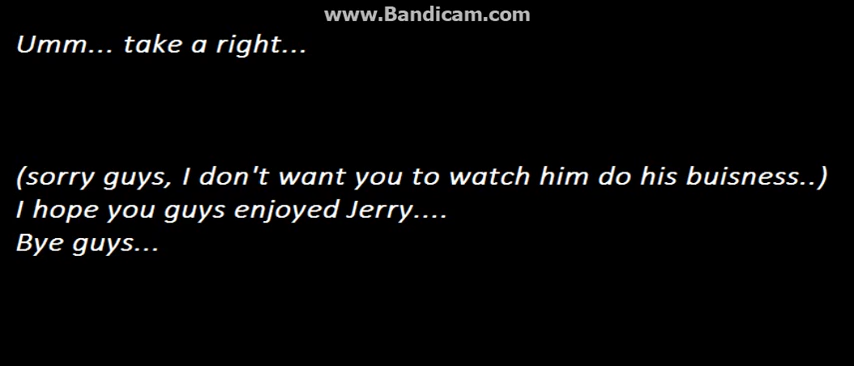 www.Bandicam.com
Umm... take a right...
(sorry guys, I don't want you to watch him do his buisness..)
I hope you guys enjoyed Jerry....
Bye guys...